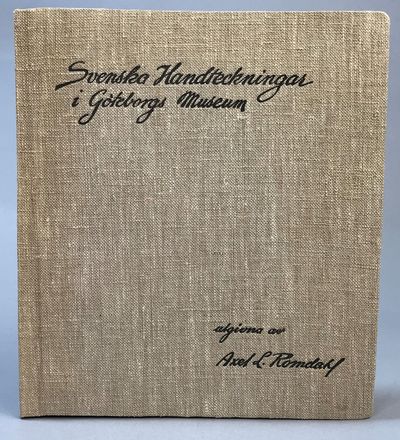 Svenska Handteckningar
i Göteborgs Museum
utgivna av
Axel L. Romdahl